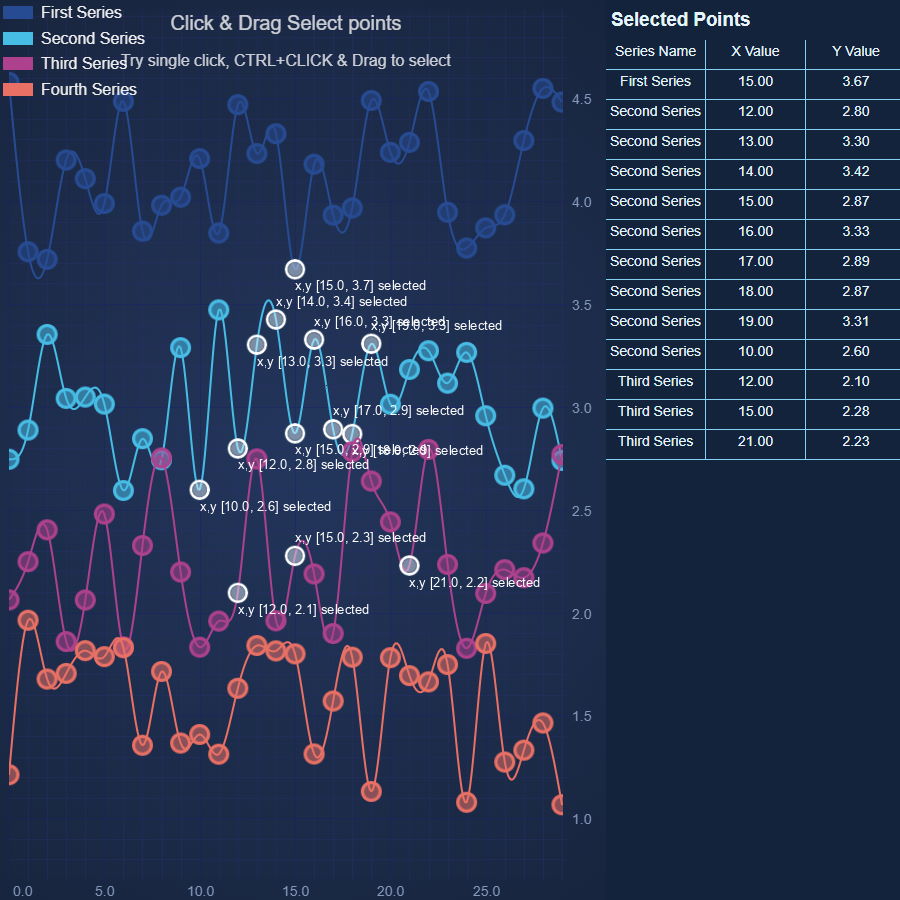 First Series
Second Series
Third Series
Fourth Series
Click & Drag Select points
Try single click, CTRL+CLICK & Drag to select
4.5
4.0
3.5
3.0
2.5
2.0
1.5
1.0
0.0 5.0 10.0 15.0 20.0 25.0
x,y [15.0, 3.7] selected
x,y [14.0, 3.4] selected
x,y [16.0, 3.3] selected
x,y [19.0, 3.3] selected
x,y [13.0, 3.3] selected
x,y [17.0, 2.9] selected
x,y [15.0, 2.9] selected
x,y [18.0, 2.9] selected
x,y [12.0, 2.8] selected
x,y [10.0, 2.6] selected
x,y [15.0, 2.3] selected
x,y [21.0, 2.2] selected
x,y [12.0, 2.1] selected
Selected Points
Series Name X Value Y Value
First Series 15.00 3.67
Second Series 12.00 2.80
Second Series 13.00 3.30
Second Series 14.00 3.42
Second Series 15.00 2.87
Second Series 16.00 3.33
Second Series 17.00 2.89
Second Series 18.00 2.87
Second Series 19.00 3.31
Second Series 10.00 2.60
Third Series 12.00 2.10
Third Series 15.00 2.28
Third Series 21.00 2.23